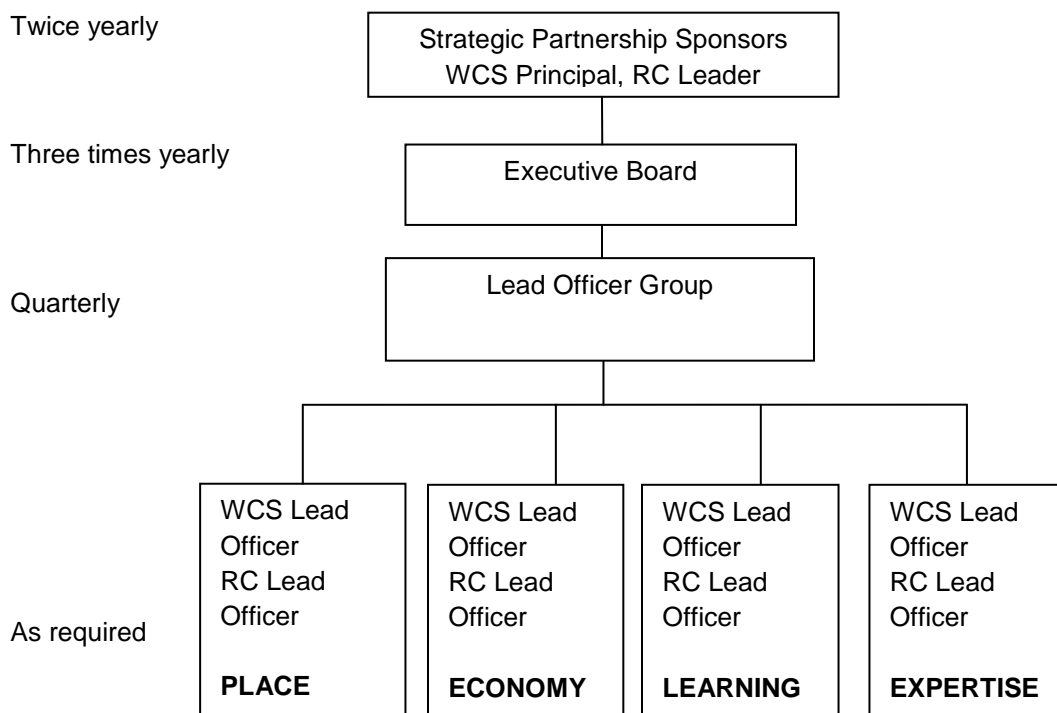 Twice yearly
Strategic Partnership Sponsors
WCS Principal, RC Leader
Three times yearly
Executive Board
Lead Officer Group
Quarterly
WCS Lead
Officer
RC Lead
Officer
PLACE
WCS Lead
Officer
RC Lead
Officer
ECONOMY
WCS Lead
Officer
RC Lead
Officer
LEARNING
WCS Lead
Officer
RC Lead
Officer
EXPERTISE
As required